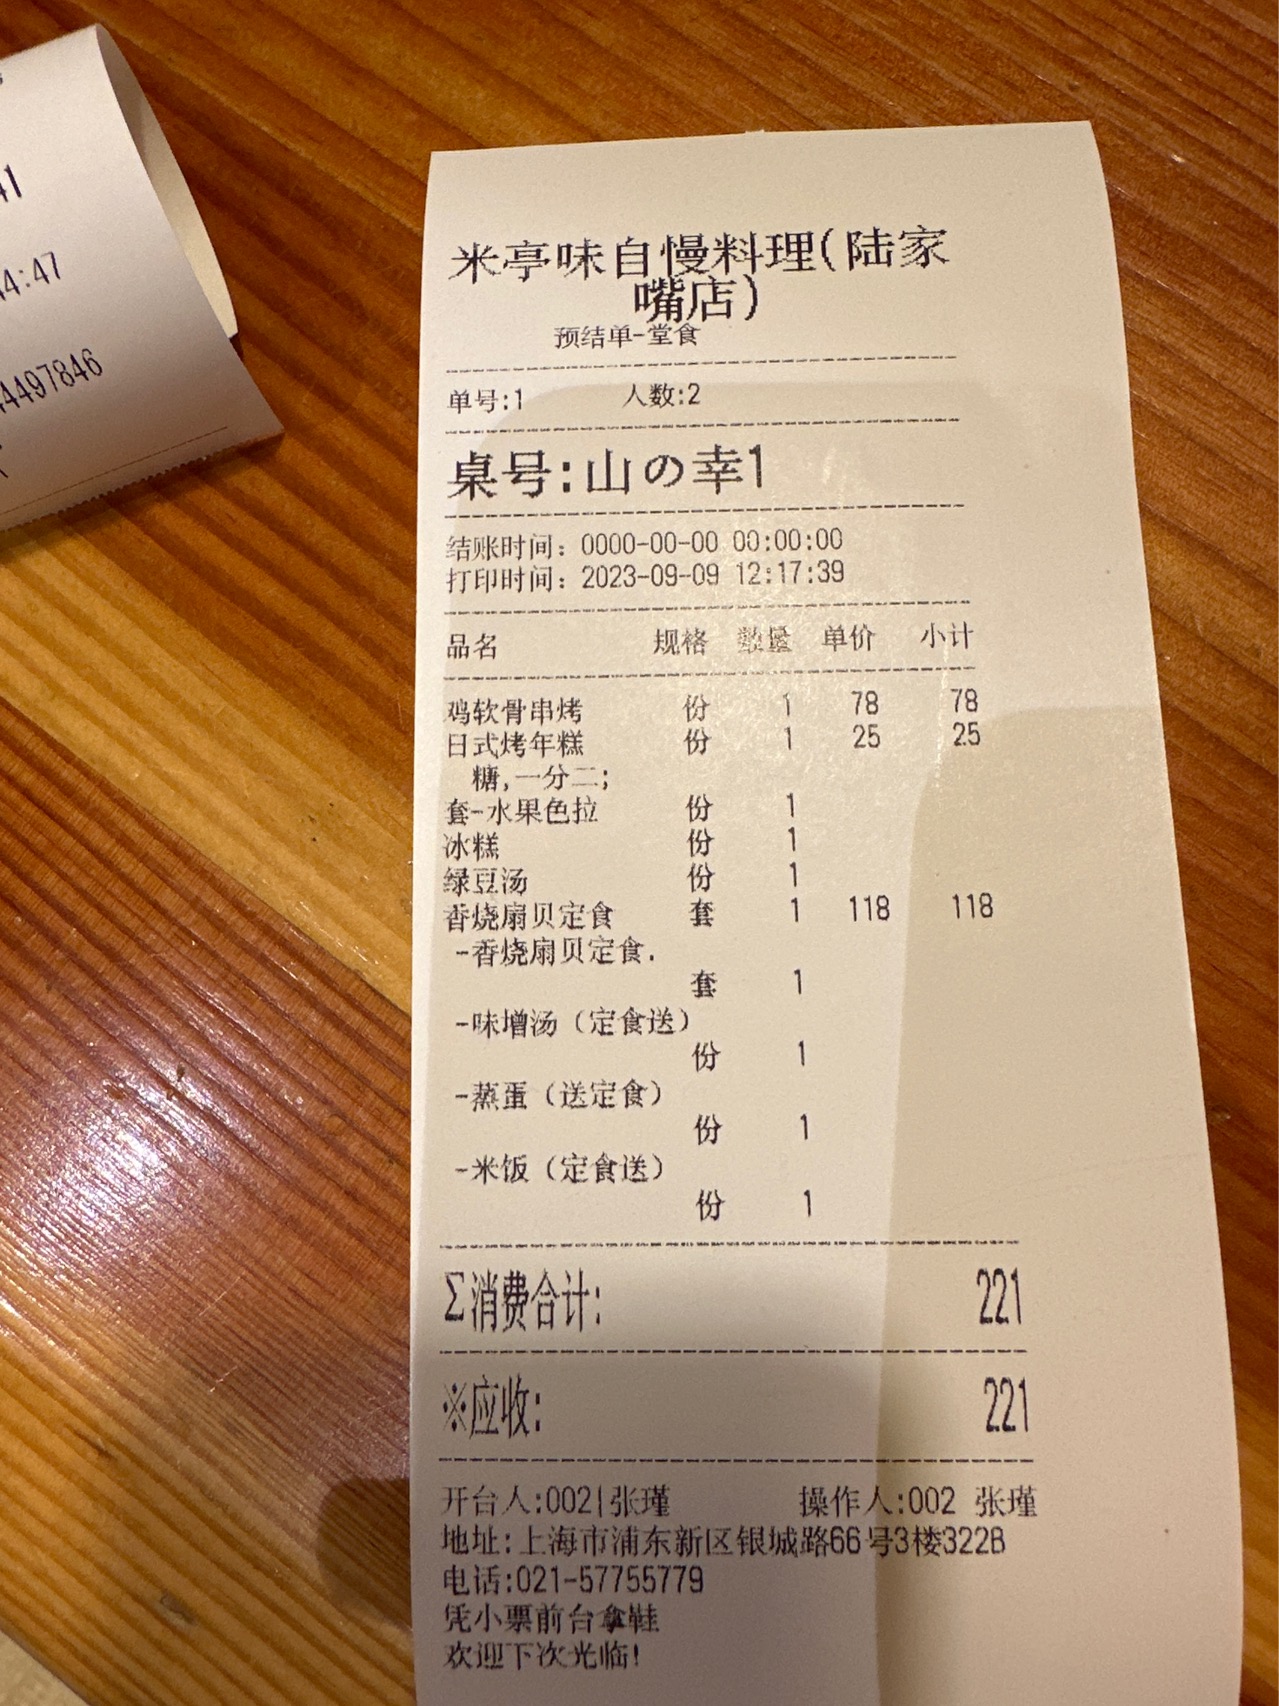 41
14:47
4497846
米亭味自慢料理(陆家
嘴店)
预结单-堂食
单号:1 人数:2
桌号:山の幸1
结账时间: 0000-00-00 00:00:00
打印时间: 2023-09-09 12:17:39
品名 规格 数量 单价 小计
鸡软骨串烤 份 1 78 78
日式烤年糕 份 1 25 25
糖,一分二;
套-水果色拉 份 1
冰糕 份 1
绿豆汤 份 1
香烧扇贝定食 套 1 118 118
-香烧扇贝定食.
套 1
-味增汤（定食送）
份 1
-蒸蛋（送定食）
份 1
-米饭（定食送）
份 1
Σ消费合计: 221
※应收: 221
开台人:002|张瑾 操作人:002 张瑾
地址:上海市浦东新区银城路66号3楼322B
电话:021-57755779
凭小票前台拿鞋
欢迎下次光临!